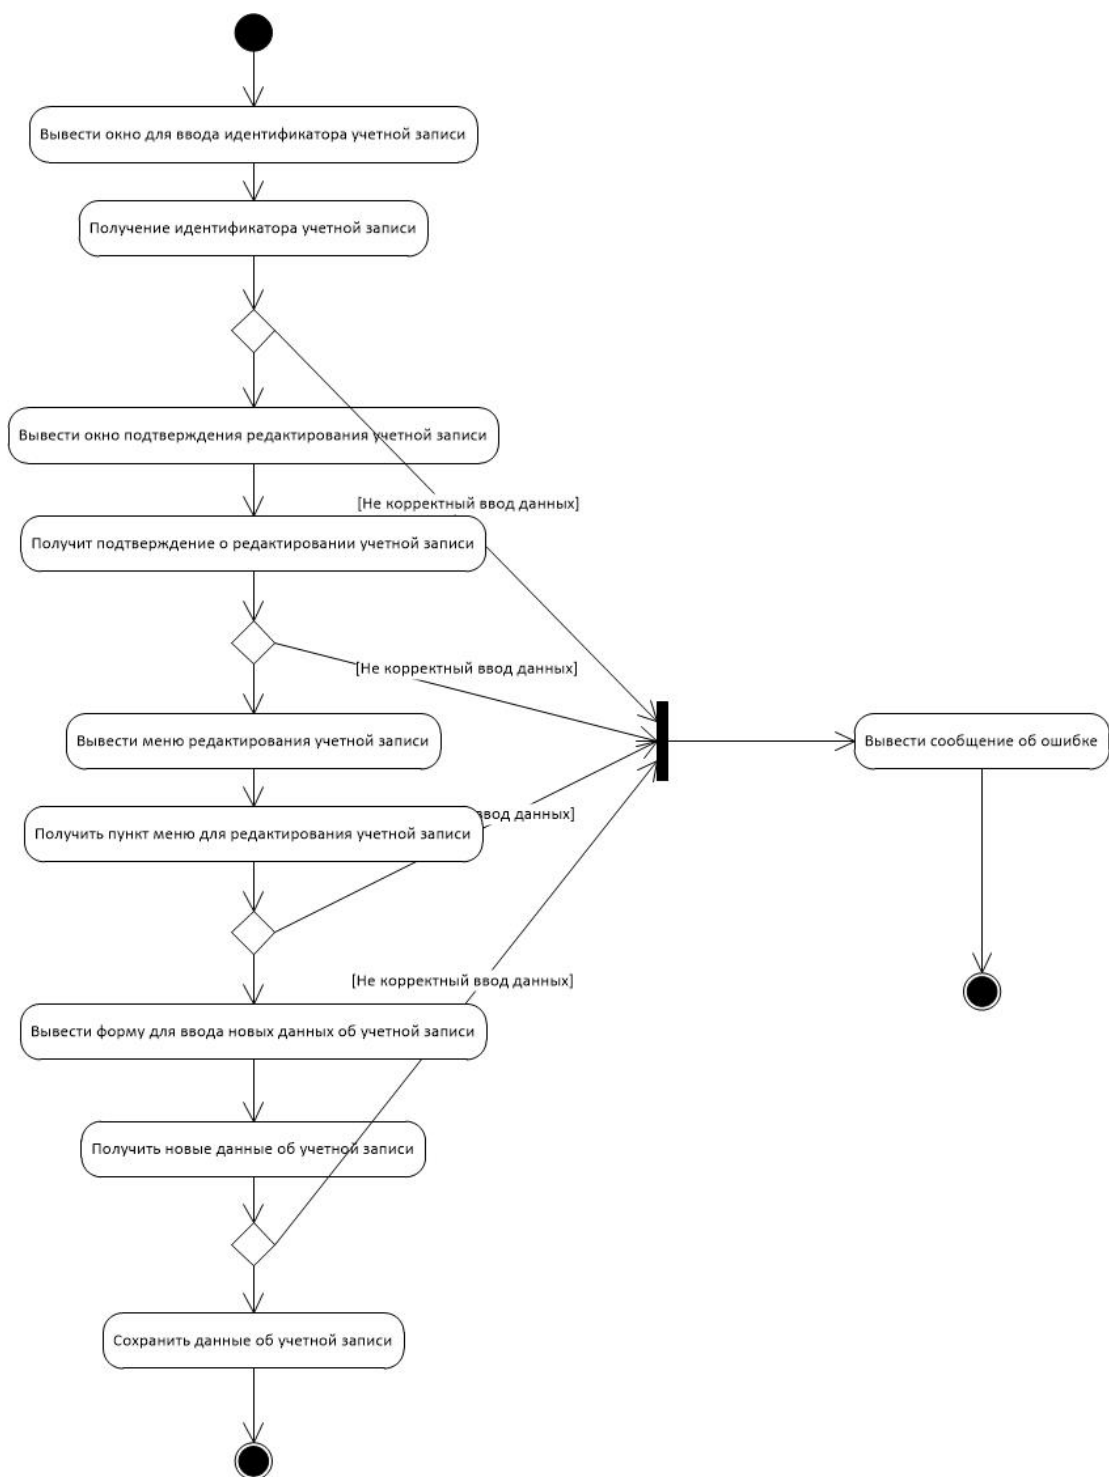 Вывести окно для ввода идентификатора учетной записи
Получение идентификатора учетной записи
Вывести окно подтверждения редактирования учетной записи
[Не корректный ввод данных]
Получит подтверждение о редактировании учетной записи
[Не корректный ввод данных]
Вывести меню редактирования учетной записи
Вывести сообщение об ошибке
ввод данных]
Получить пункт меню для редактирования учетной записи
[Не корректный ввод данных]
Вывести форму для ввода новых данных об учетной записи
Получить новые данные об учетной записи
Сохранить данные об учетной записи